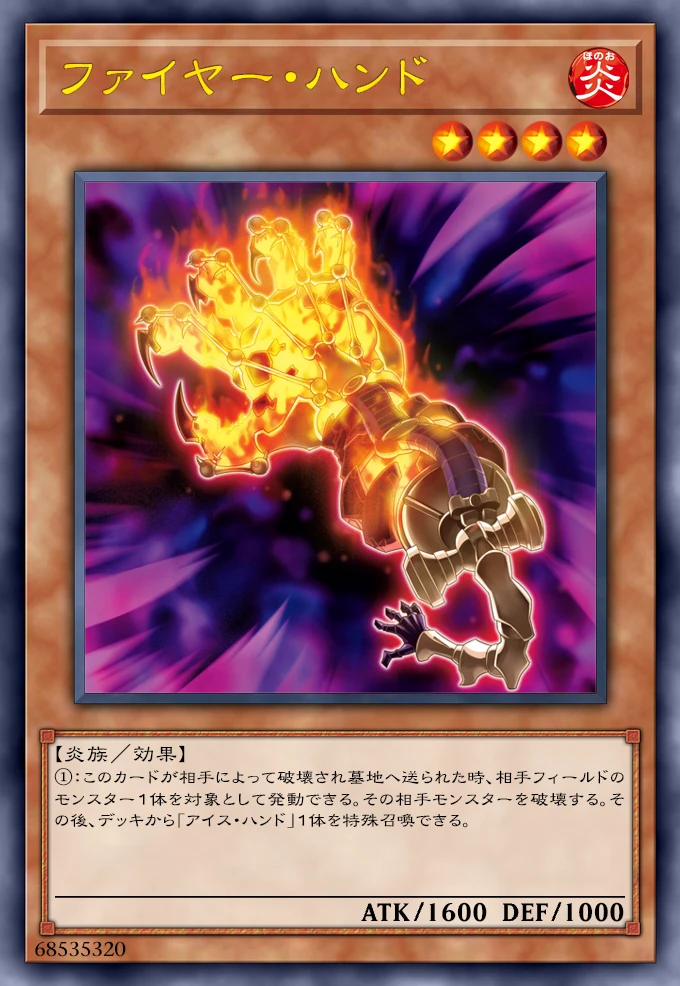 ファイヤー・ハンド
ほのお
炎
【炎族／効果】
①：このカードが相手によって破壊され墓地へ送られた時、相手フィールドの
モンスター１体を対象として発動できる。その相手モンスターを破壊する。そ
の後、デッキから「アイス・ハンド」１体を特殊召喚できる。
ATK/1600 DEF/1000
68535320